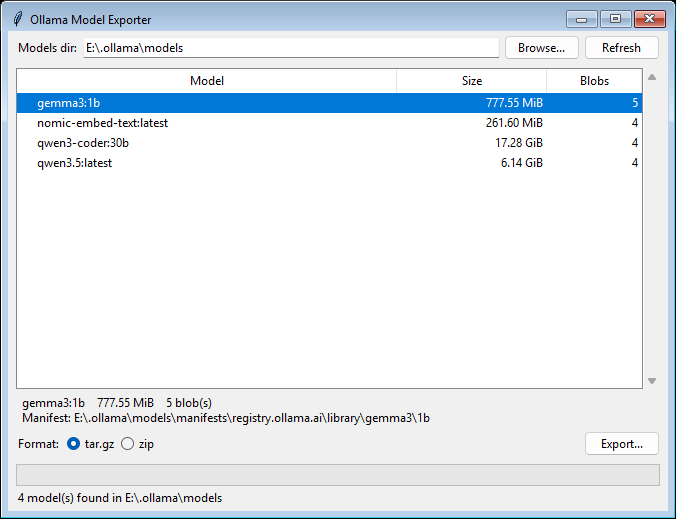 Ollama Model Exporter
Models dir: E:\.ollama\models Browse... Refresh
Model Size Blobs
gemma3:1b 777.55 MiB 5
nomic-embed-text:latest 261.60 MiB 4
qwen3-coder:30b 17.28 GiB 4
qwen3.5:latest 6.14 GiB 4
gemma3:1b 777.55 MiB 5 blob(s)
Manifest: E:\.ollama\models\manifests\registry.ollama.ai\library\gemma3\1b
Format: tar.gz zip Export...
4 model(s) found in E:\.ollama\models